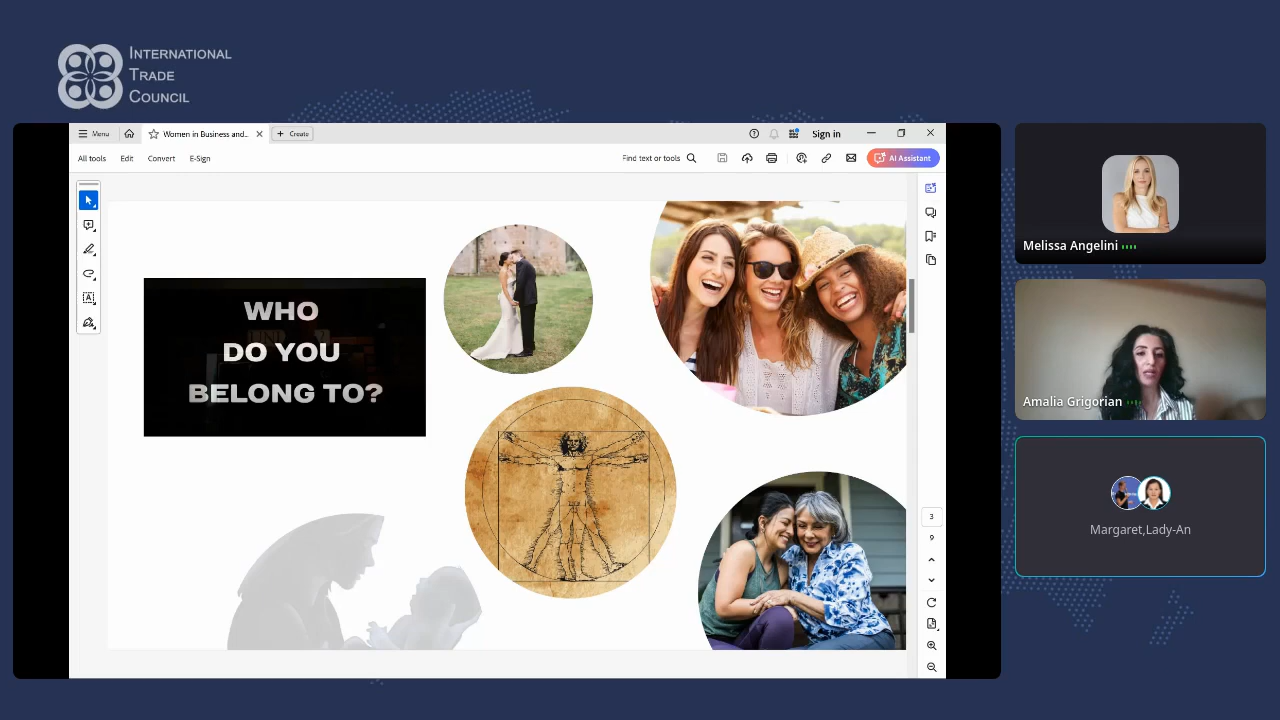 INTERNATIONAL
TRADE
COUNCIL
Menu
Women in Business and...
Create
Sign in
All tools
Edit
Convert
E-Sign
Find text or tools
AI Assistant
WHO
DO YOU
BELONG TO?
3
9
Melissa Angelini
Amalia Grigorian
Margaret,Lady-An